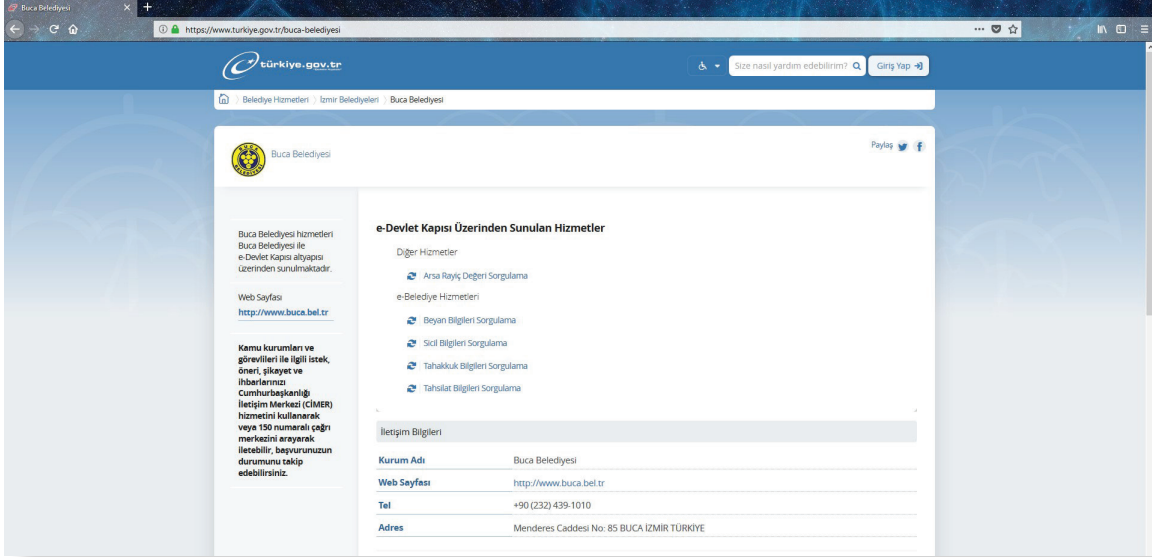 Buca Belediyesi
https://www.turkiye.gov.tr/buca-belediyesi
türkiye.gov.tr
Size nasıl yardım edebilirim?
Giriş Yap
Belediye Hizmetleri
İzmir Belediyeleri
Buca Belediyesi
BUCA
BELEDİYESİ
Buca Belediyesi
Paylaş
Buca Belediyesi hizmetleri
Buca Belediyesi ile
e-Devlet Kapısı altyapısı
üzerinden sunulmaktadır.
Web Sayfası
http://www.buca.bel.tr
Kamu kurumları ve
görevlileri ile ilgili istek,
öneri, şikayet ve
ihbarlarınızı
Cumhurbaşkanlığı
İletişim Merkezi (CİMER)
hizmetini kullanarak
veya 150 numaralı çağrı
merkezini arayarak
iletebilir, başvurunuzun
durumunu takip
edebilirsiniz.
e-Devlet Kapısı Üzerinden Sunulan Hizmetler
Diğer Hizmetler
Arsa Rayiç Değeri Sorgulama
e-Belediye Hizmetleri
Beyan Bilgileri Sorgulama
Sicil Bilgileri Sorgulama
Tahakkuk Bilgileri Sorgulama
Tahsilat Bilgileri Sorgulama
İletişim Bilgileri
Kurum Adı Buca Belediyesi
Web Sayfası http://www.buca.bel.tr
Tel +90 (232) 439-1010
Adres Menderes Caddesi No: 85 BUCA İZMİR TÜRKİYE